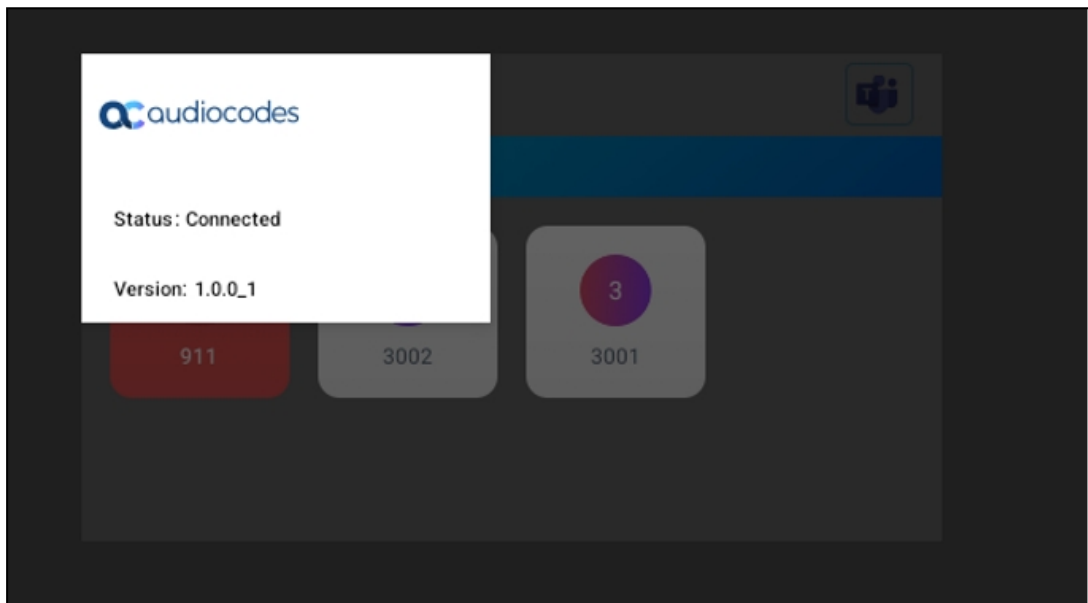 audiocodes
Status: Connected
Version: 1.0.0_1
3
911
3002
3001
T